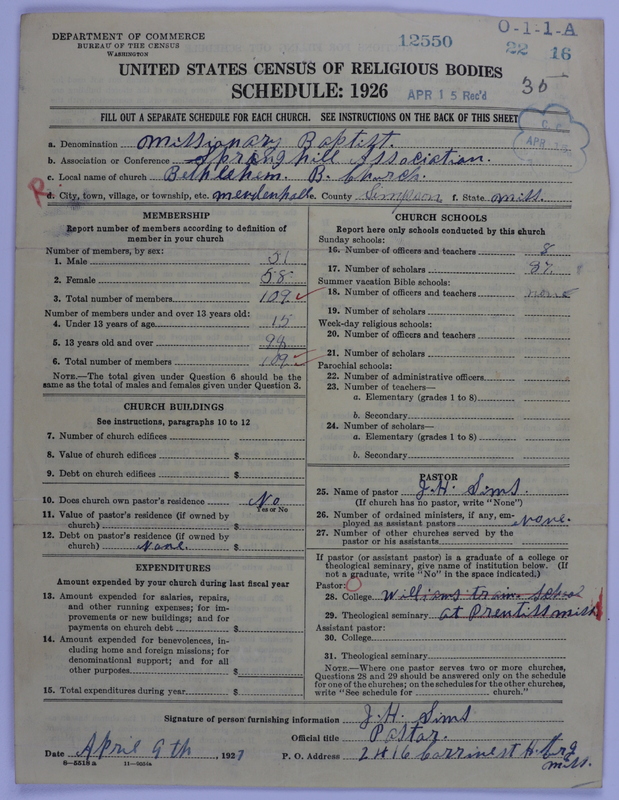 DEPARTMENT OF COMMERCE
BUREAU OF THE CENSUS
WASHINGTON
12550
O-1-1-A
22 16
UNITED STATES CENSUS OF RELIGIOUS BODIES
SCHEDULE: 1926
APR 15 Rec'd
FILL OUT A SEPARATE SCHEDULE FOR EACH CHURCH. SEE INSTRUCTIONS ON THE BACK OF THIS SHEET
a. Denomination Missionary Baptist.
b. Association or Conference Springhill Association.
c. Local name of church Bethlehem. B. Church.
R.
d. City, town, village, or township, etc. mendenhall e. County Simpson f. State Miss.
MEMBERSHIP
Report number of members according to definition of
member in your church
Number of members, by sex:
1. Male 51
2. Female 58
3. Total number of members 109
Number of members under and over 13 years old:
4. Under 13 years of age 15
5. 13 years old and over 94
6. Total number of members 109
NOTE.—The total given under Question 6 should be the
same as the total of males and females given under Question 3.
CHURCH BUILDINGS
See instructions, paragraphs 10 to 12
7. Number of church edifices
8. Value of church edifices $
9. Debt on church edifices $
10. Does church own pastor's residence No
Yes or No
11. Value of pastor's residence (if owned by
church) $
12. Debt on pastor's residence (if owned by
church) None. $
EXPENDITURES
Amount expended by your church during last fiscal year
13. Amount expended for salaries, repairs,
and other running expenses; for im-
provements or new buildings; and for
payments on church debt $
14. Amount expended for benevolences, in-
cluding home and foreign missions; for
denominational support; and for all
other purposes $
15. Total expenditures during year $
CHURCH SCHOOLS
Report here only schools conducted by this church
Sunday schools:
16. Number of officers and teachers 8
17. Number of scholars 87
Summer vacation Bible schools:
18. Number of officers and teachers none
19. Number of scholars
Week-day religious schools:
20. Number of officers and teachers
21. Number of scholars
Parochial schools:
22. Number of administrative officers
23. Number of teachers—
a. Elementary (grades 1 to 8)
b. Secondary
24. Number of scholars—
a. Elementary (grades 1 to 8)
b. Secondary
PASTOR
25. Name of pastor J.H. Sims.
(If church has no pastor, write "None")
26. Number of ordained ministers, if any, em-
ployed as assistant pastors None.
27. Number of other churches served by the
pastor or his assistants
If pastor (or assistant pastor) is a graduate of a college or
theological seminary, give name of institution below. (If
not a graduate, write "No" in the space indicated.)
Pastor:
28. College Williams train. School
29. Theological seminary at Prentiss Miss
Assistant pastor:
30. College
31. Theological seminary
NOTE.—Where one pastor serves two or more churches,
Questions 28 and 29 should be answered only on the schedule
for one of the churches; on the schedules for the other churches,
write "See schedule for church."
Signature of person furnishing information J.H. Sims
Official title Pastor.
Date April 9th 1927 P. O. Address 2416
Miss.
8-5518 a